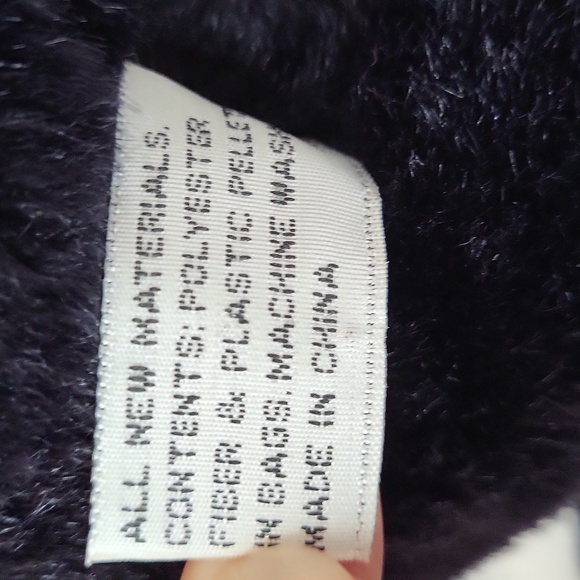 ALL NEW MATERIALS.
CONTENTS: POLYESTER
FIBER & PLASTIC PELLET
IN BAGS. MACHINE WASH
MADE IN CHINA